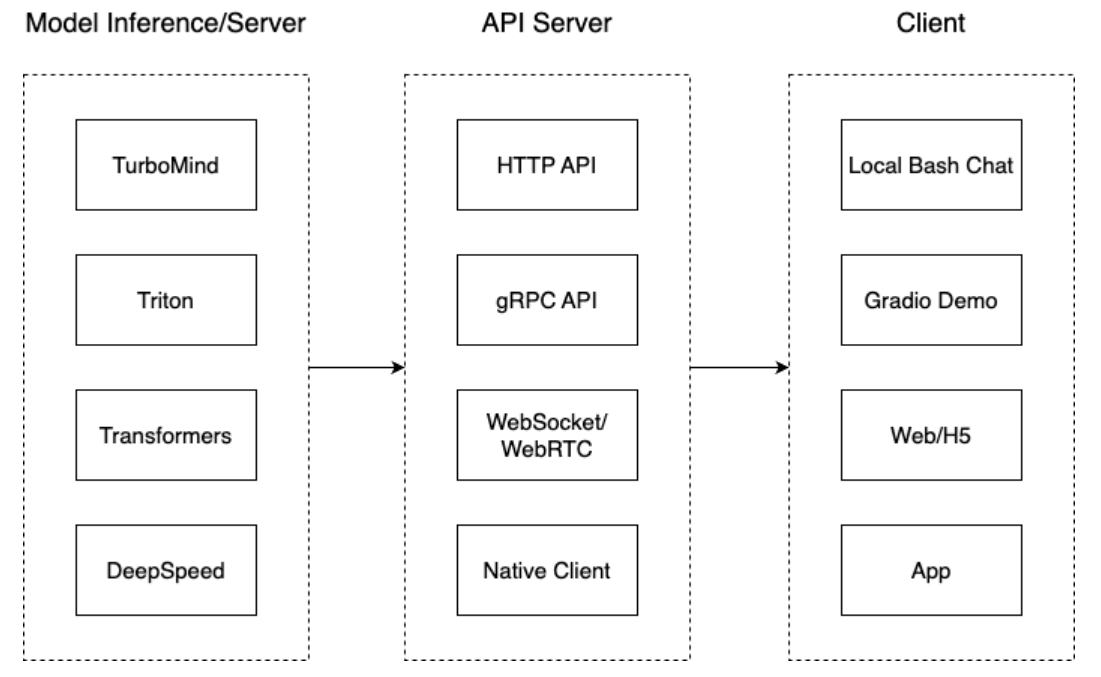 Model Inference/Server
API Server
Client
TurboMind
HTTP API
Local Bash Chat
Triton
gRPC API
Gradio Demo
Transformers
WebSocket/
WebRTC
Web/H5
DeepSpeed
Native Client
App